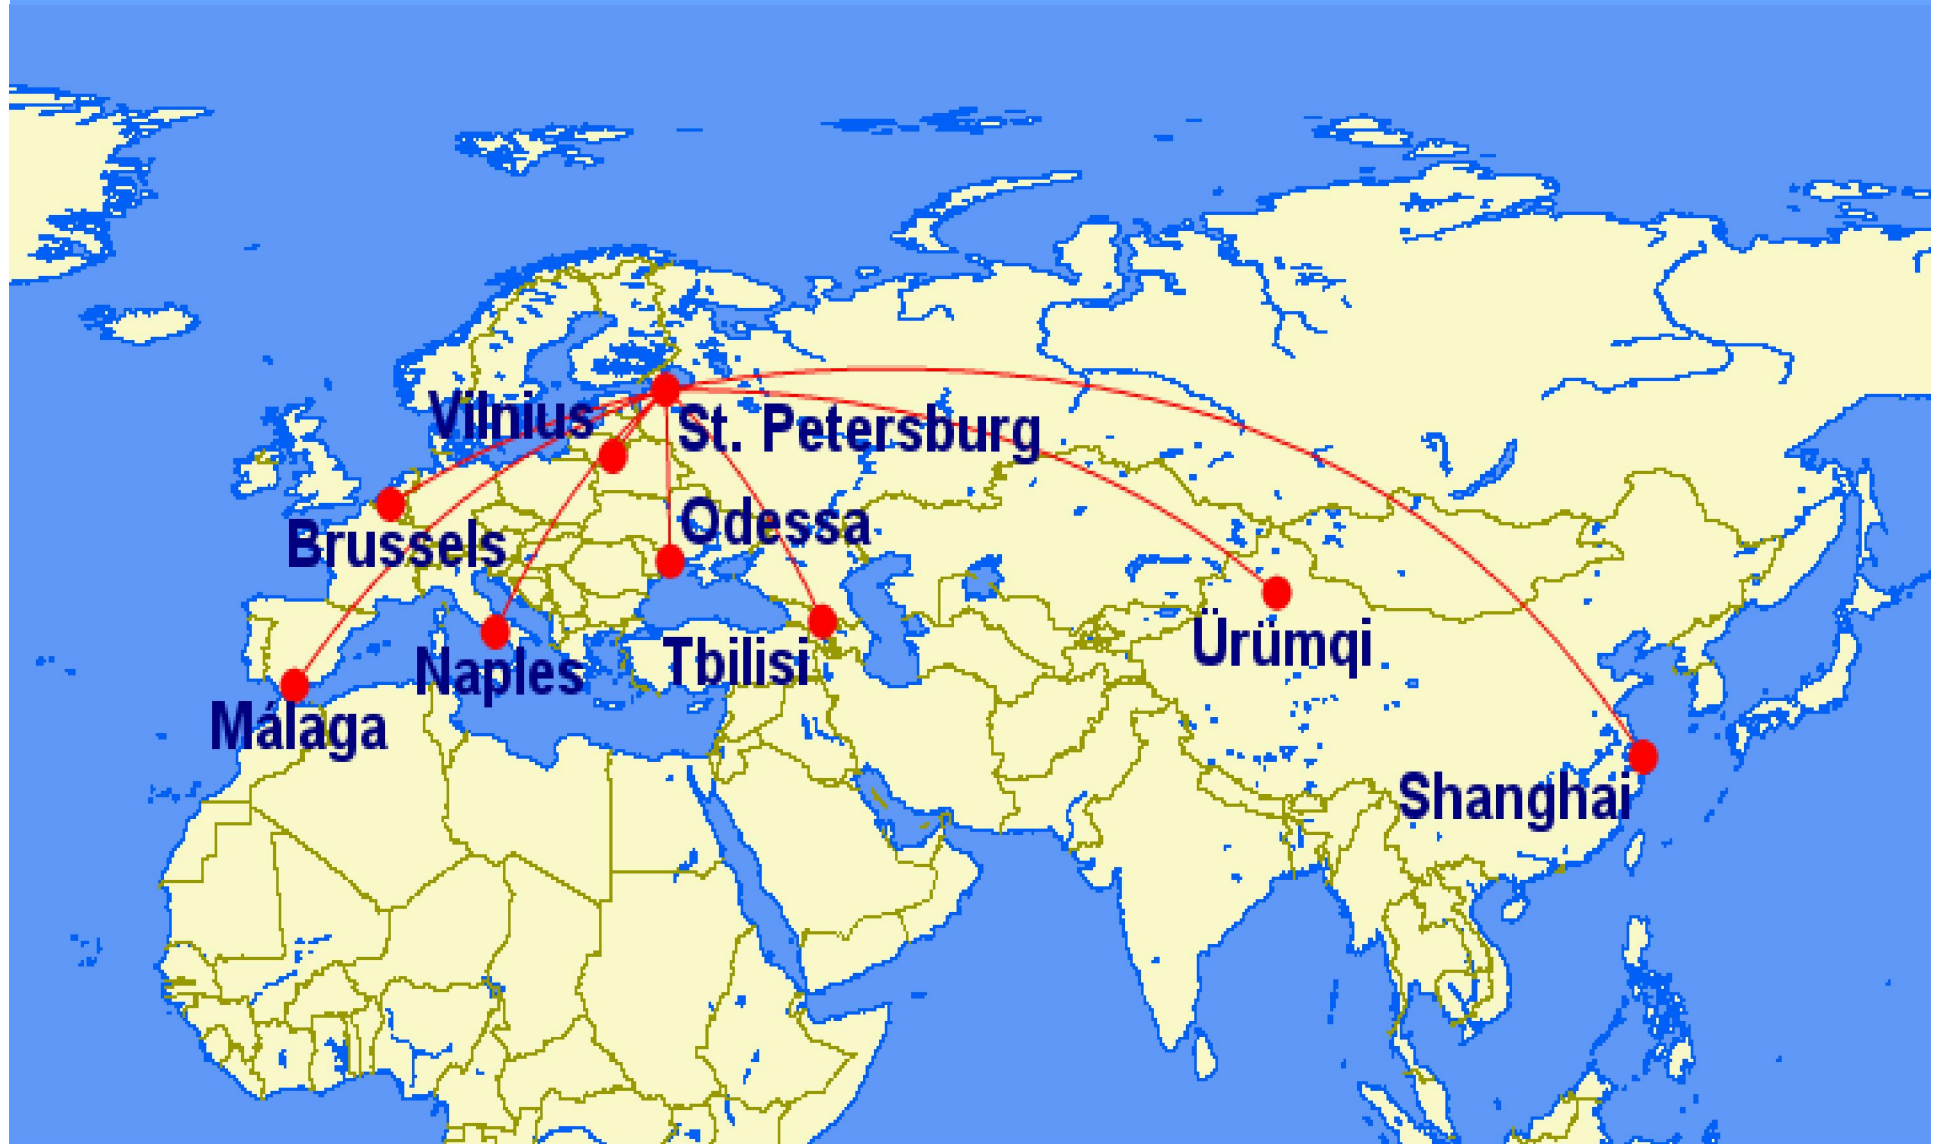 Vilnius
St. Petersburg
Odessa
Brussels
Ürümqi
Tbilisi
Naples
Málaga
Shanghai